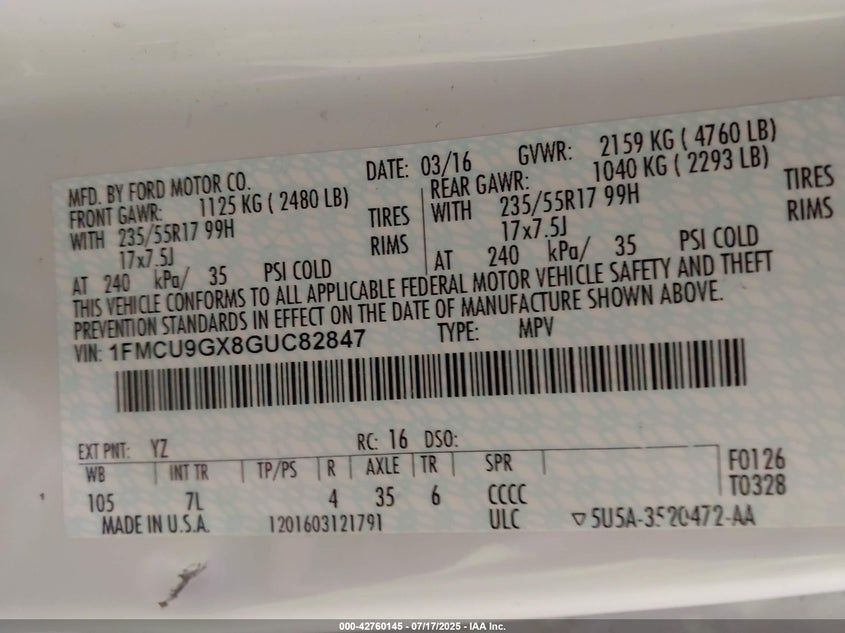 MFD. BY FORD MOTOR CO. DATE: 03/16 GVWR: 2159 KG ( 4760 LB)
FRONT GAWR: 1125 KG ( 2480 LB) REAR GAWR: 1040 KG ( 2293 LB)
WITH 235/55R17 99H TIRES WITH 235/55R17 99H TIRES
17x7.5J RIMS 17x7.5J RIMS
AT 240 kPa/ 35 PSI COLD AT 240 kPa/ 35 PSI COLD
THIS VEHICLE CONFORMS TO ALL APPLICABLE FEDERAL MOTOR VEHICLE SAFETY AND THEFT
PREVENTION STANDARDS IN EFFECT ON THE DATE OF MANUFACTURE SHOWN ABOVE.
VIN: 1FMCU9GX8GUC82847 TYPE: MPV
EXT PNT: YZ RC: 16 DSO:
WB INT TR TP/PS R AXLE TR SPR F0126
105 7L 4 35 6 CCCC T0328
MADE IN U.S.A. 1201603121791 ULC ▽5U5A-3520472-AA
000-42760145 - 07/17/2025 - IAA Inc.